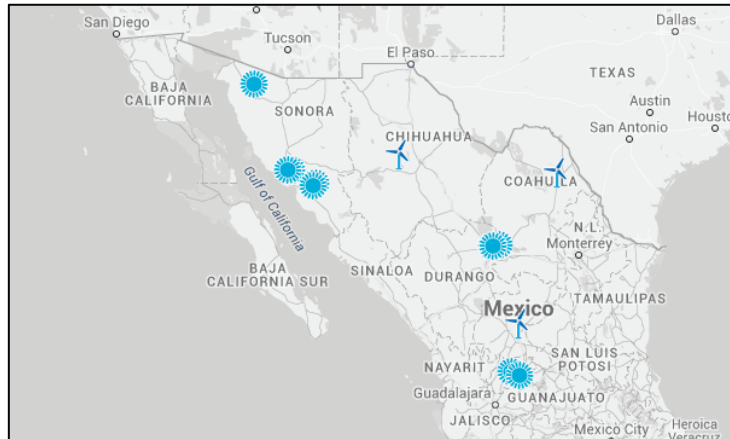 San Diego
Dallas
Tucson
El Paso
TEXAS
BAJA
CALIFORNIA
SONORA
Austin
Houst
CHIHUAHUA
San Antonio
COAHUILA
Gulf of California
N.L.
Monterrey
BAJA
CALIFORNIA SUR
SINALOA
DURANGO
TAMAULIPAS
Mexico
SAN LUIS
POTOSI
NAYARIT
Guadalajara
GUANAJUATO
JALISCO
Mexico City
Heroica
Veracruz